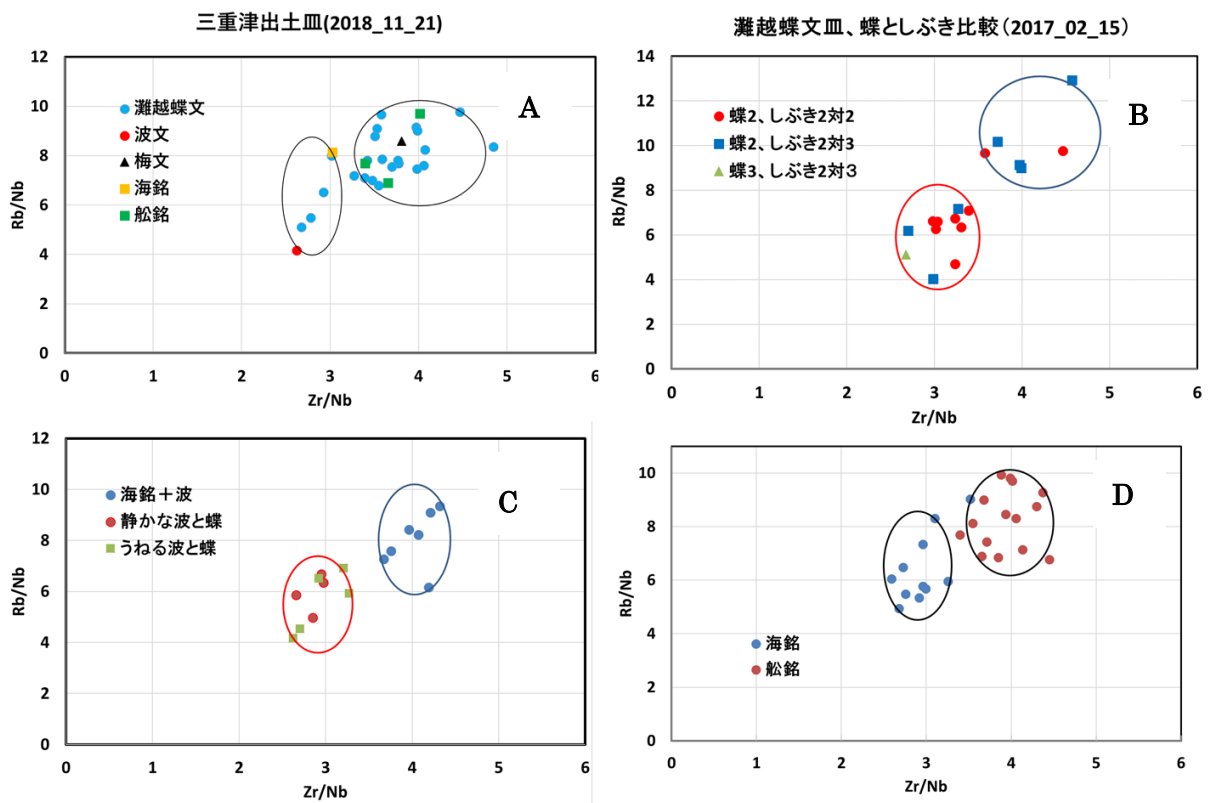 三重津出土皿(2018_11_21)
12
10
8
6
4
2
0
Rb/Nb
灘越蝶文
波文
梅文
海銘
舩銘
A
0 1 2 3 4 5 6
Zr/Nb
灘越蝶文皿、蝶としぶき比較（2017_02_15）
14
12
10
8
6
4
2
0
Rb/Nb
蝶2、しぶき2対2
蝶2、しぶき2対3
蝶3、しぶき2対３
B
0 1 2 3 4 5 6
Zr/Nb
12
10
8
6
4
2
0
Rb/Nb
海銘＋波
静かな波と蝶
うねる波と蝶
C
0 1 2 3 4 5 6
Zr/Nb
10
8
6
4
2
0
Rb/Nb
D
海銘
舩銘
0 1 2 3 4 5 6
Zr/Nb